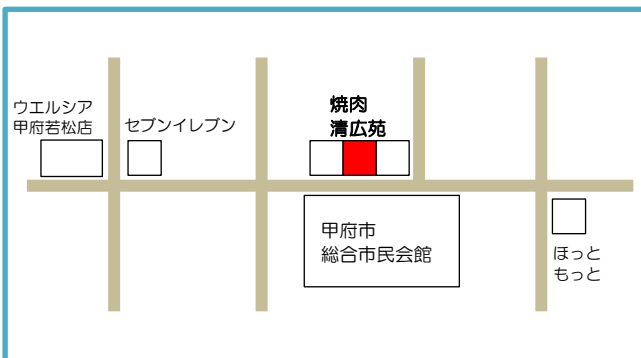 ウエルシア
甲府若松店
セブンイレブン
焼肉
清広苑
甲府市
総合市民会館
ほっと
もっと